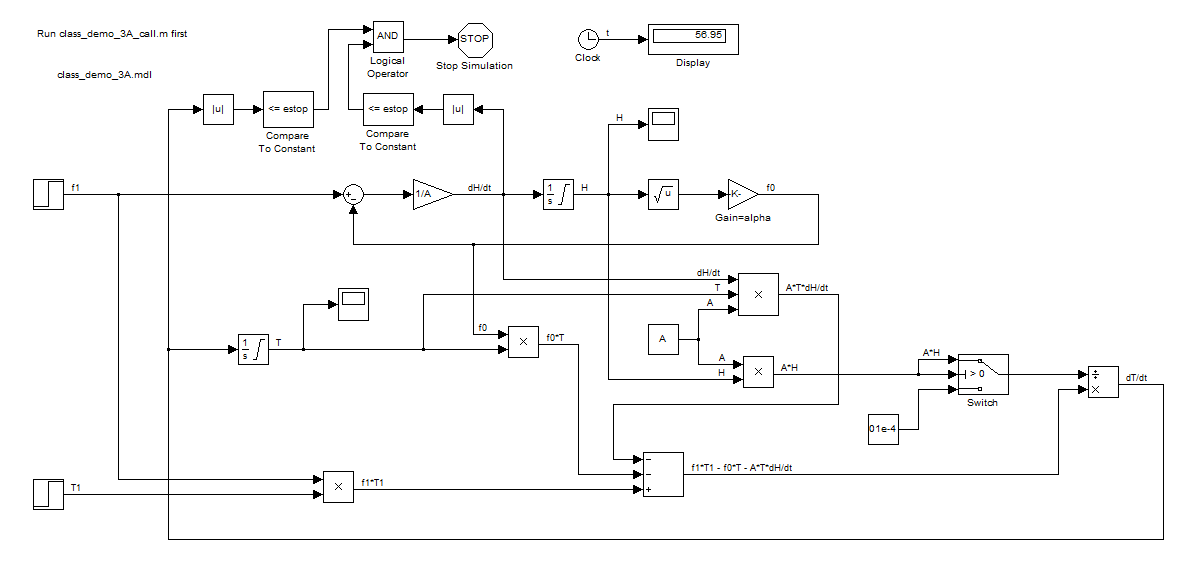 Run class_demo_3A_call.m first
class_demo_3A.mdl
AND
Logical
Operator
STOP
Stop Simulation
t
Clock
56.95
Display
|u|
<= estop
Compare
To Constant
<= estop
Compare
To Constant
|u|
H
f1
+
-
1/A
dH/dt
1
s
H
√u
-K-
Gain=alpha
f0
dH/dt
T
A
×
A*T*dH/dt
1
s
T
f0
×
f0*T
A
A
H
×
A*H
A*H
| > 0
Switch
÷
×
dT/dt
01e-4
T1
×
f1*T1
-
-
+
f1*T1 - f0*T - A*T*dH/dt